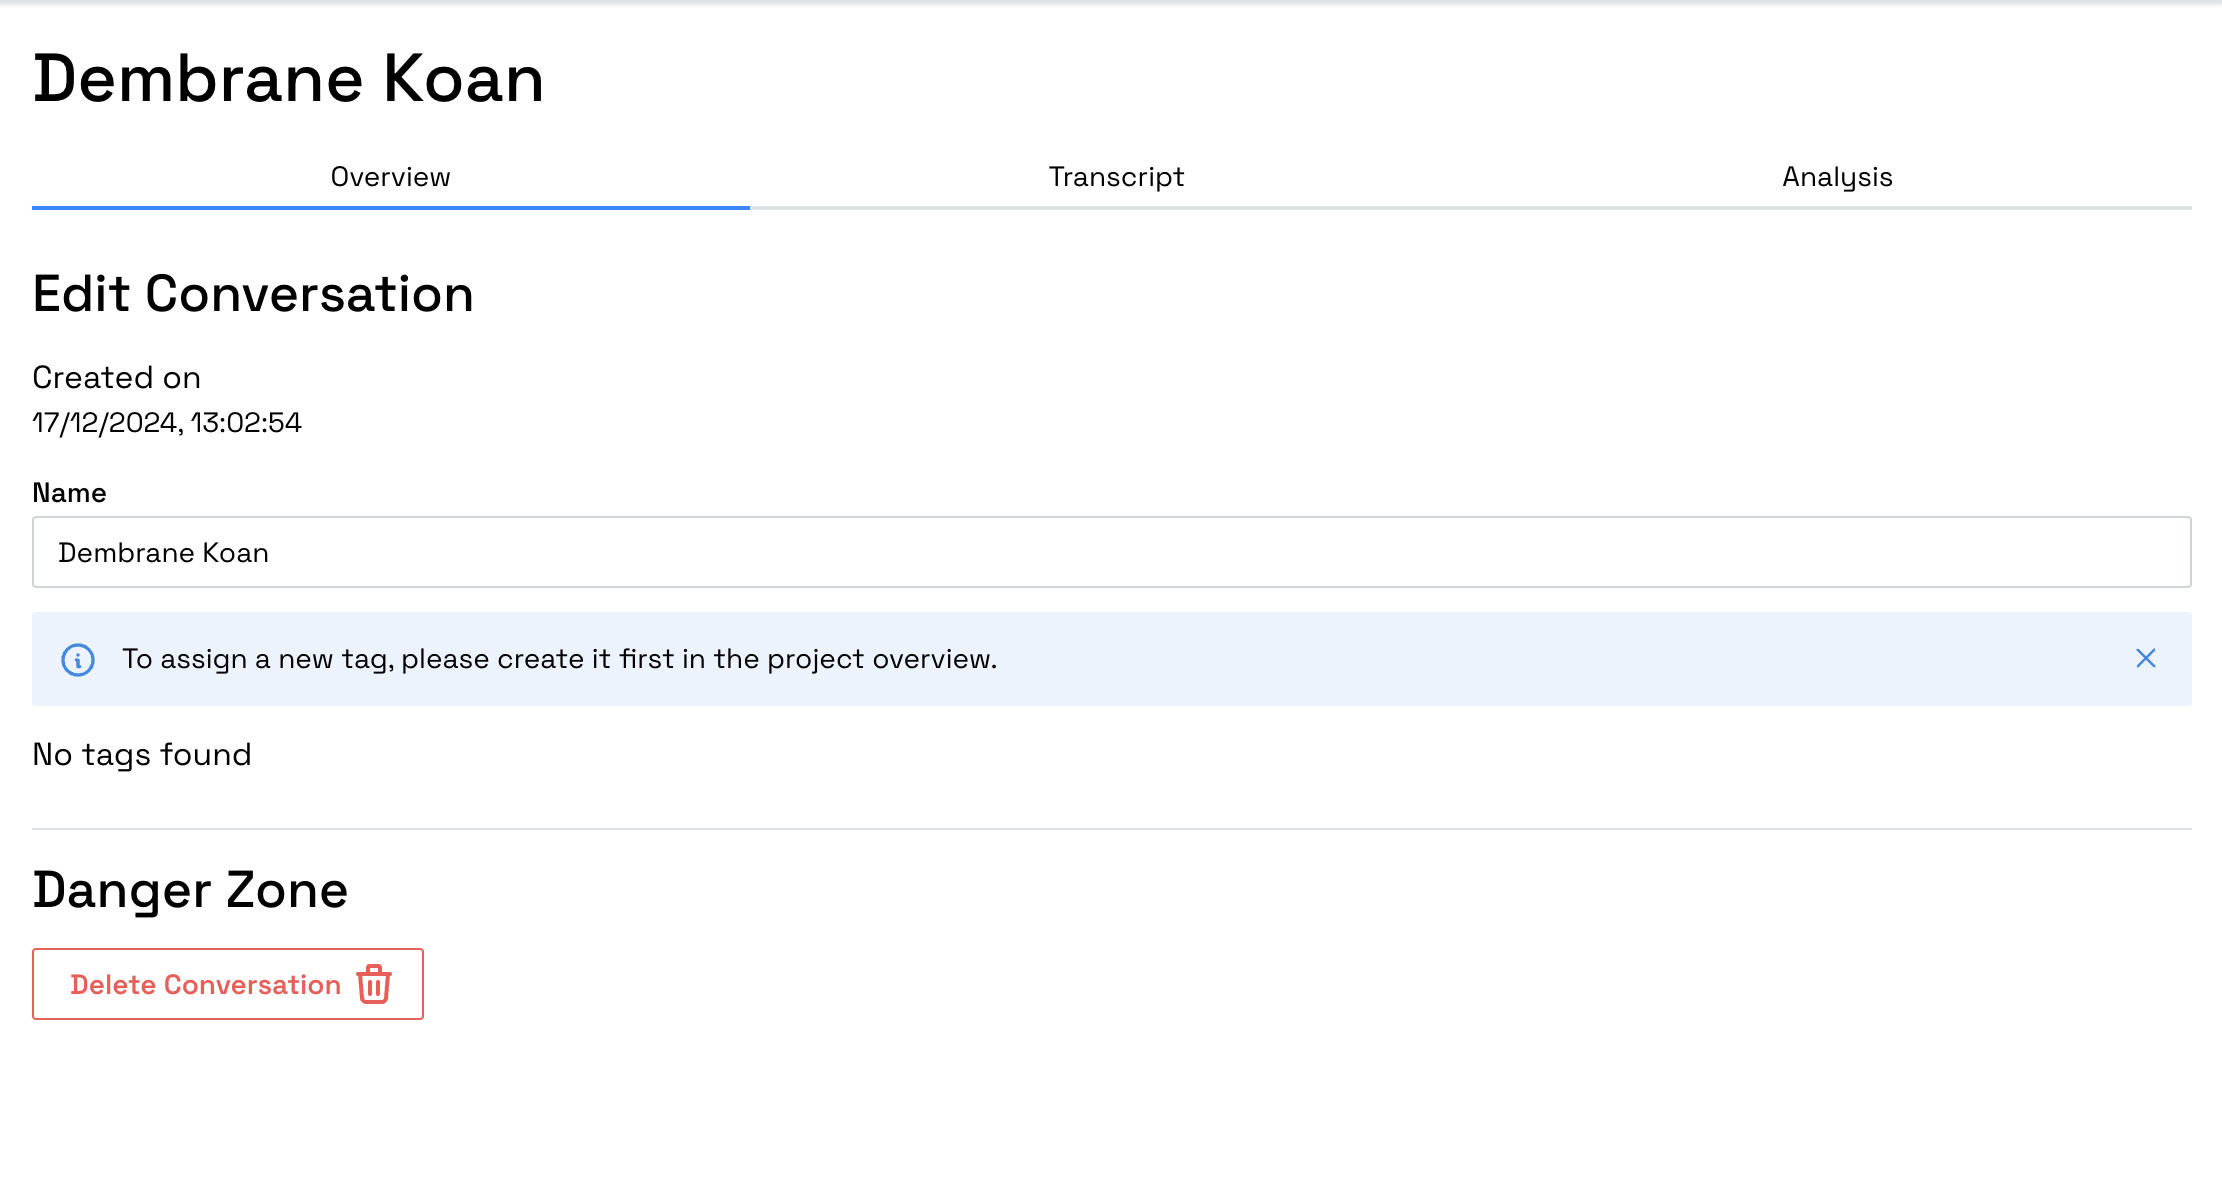 Dembrane Koan
Overview Transcript Analysis
Edit Conversation
Created on
17/12/2024, 13:02:54
Name
Dembrane Koan
To assign a new tag, please create it first in the project overview.
No tags found
Danger Zone
Delete Conversation